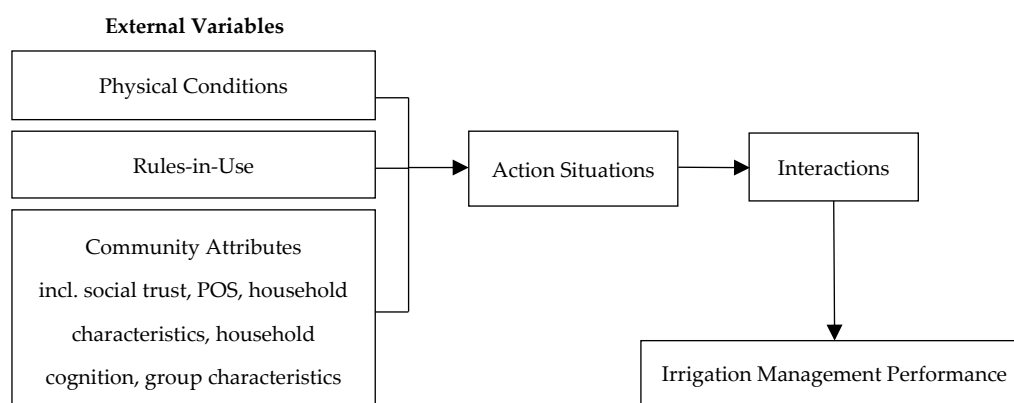 External Variables
Physical Conditions
Rules-in-Use
Community Attributes
incl. social trust, POS, household
characteristics, household
cognition, group characteristics
Action Situations
Interactions
Irrigation Management Performance